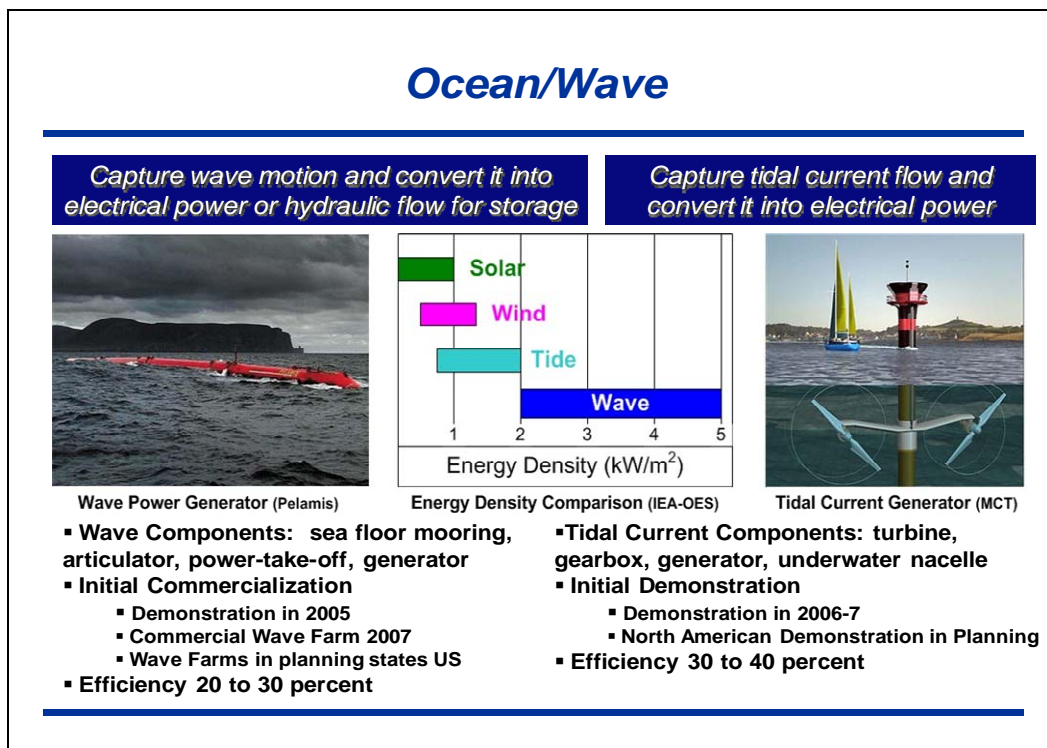 Ocean/Wave
Capture wave motion and convert it into
electrical power or hydraulic flow for storage
Capture tidal current flow and
convert it into electrical power
Solar
Wind
Tide
Wave
1 2 3 4 5
Energy Density (kW/m²)
Wave Power Generator (Pelamis)
Energy Density Comparison (IEA-OES)
Tidal Current Generator (MCT)
▪ Wave Components: sea floor mooring,
articulator, power-take-off, generator
▪ Initial Commercialization
▪ Demonstration in 2005
▪ Commercial Wave Farm 2007
▪ Wave Farms in planning states US
▪ Efficiency 20 to 30 percent
▪Tidal Current Components: turbine,
gearbox, generator, underwater nacelle
▪ Initial Demonstration
▪ Demonstration in 2006-7
▪ North American Demonstration in Planning
▪ Efficiency 30 to 40 percent